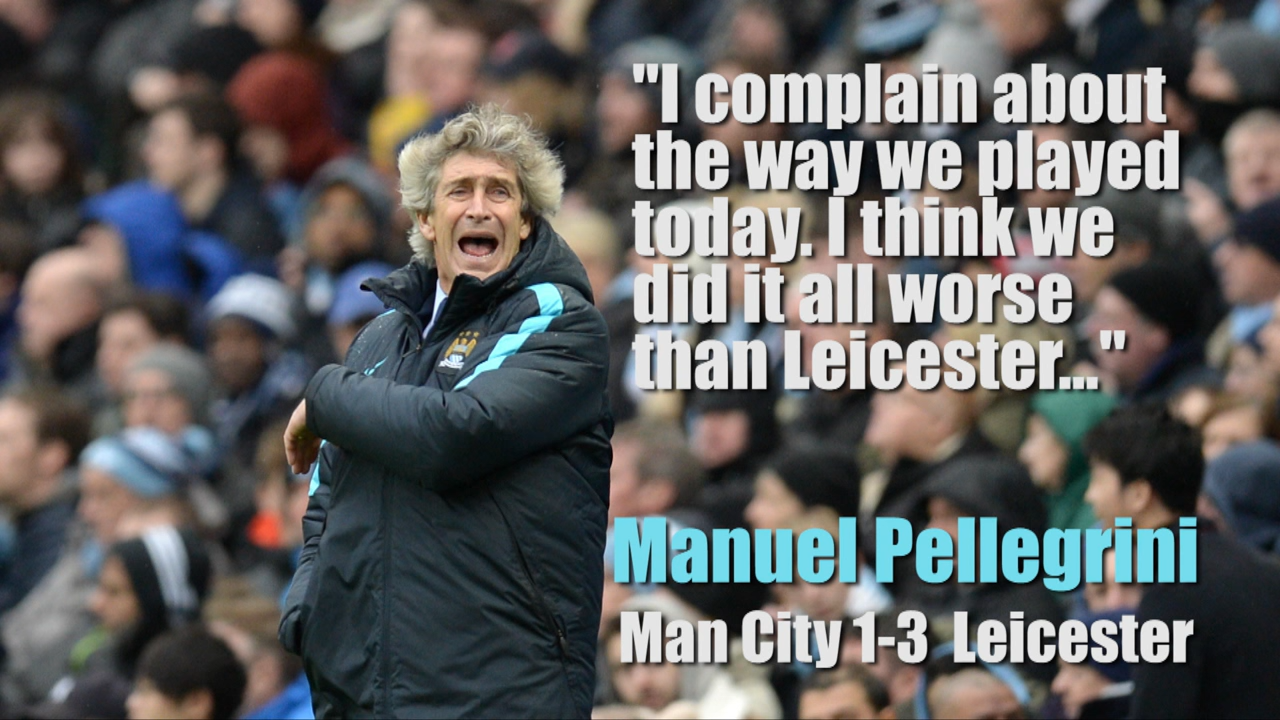 "I complain about
the way we played
today. I think we
did it all worse
than Leicester..."
Manuel Pellegrini
Man City 1-3 Leicester